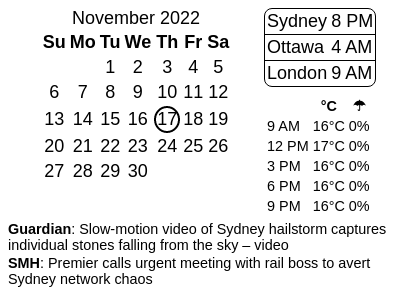 November 2022
Su Mo Tu We Th Fr Sa
1 2 3 4 5
6 7 8 9 10 11 12
13 14 15 16 17 18 19
20 21 22 23 24 25 26
27 28 29 30
Sydney 8 PM
Ottawa 4 AM
London 9 AM
°C ☂
9 AM 16°C 0%
12 PM 17°C 0%
3 PM 16°C 0%
6 PM 16°C 0%
9 PM 16°C 0%
Guardian: Slow-motion video of Sydney hailstorm captures
individual stones falling from the sky – video
SMH: Premier calls urgent meeting with rail boss to avert
Sydney network chaos